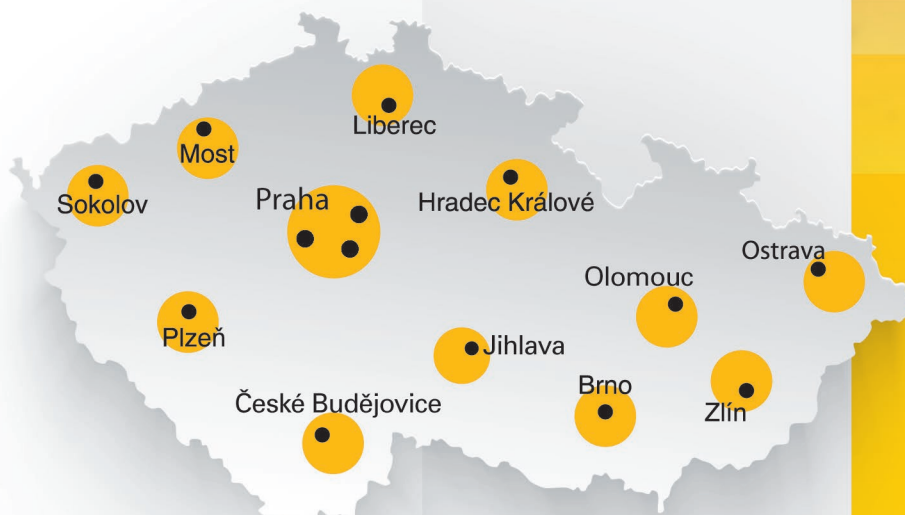 Liberec
Most
Sokolov
Praha
Hradec Králové
Ostrava
Olomouc
Plzeň
Jihlava
Brno
České Budějovice
Zlín